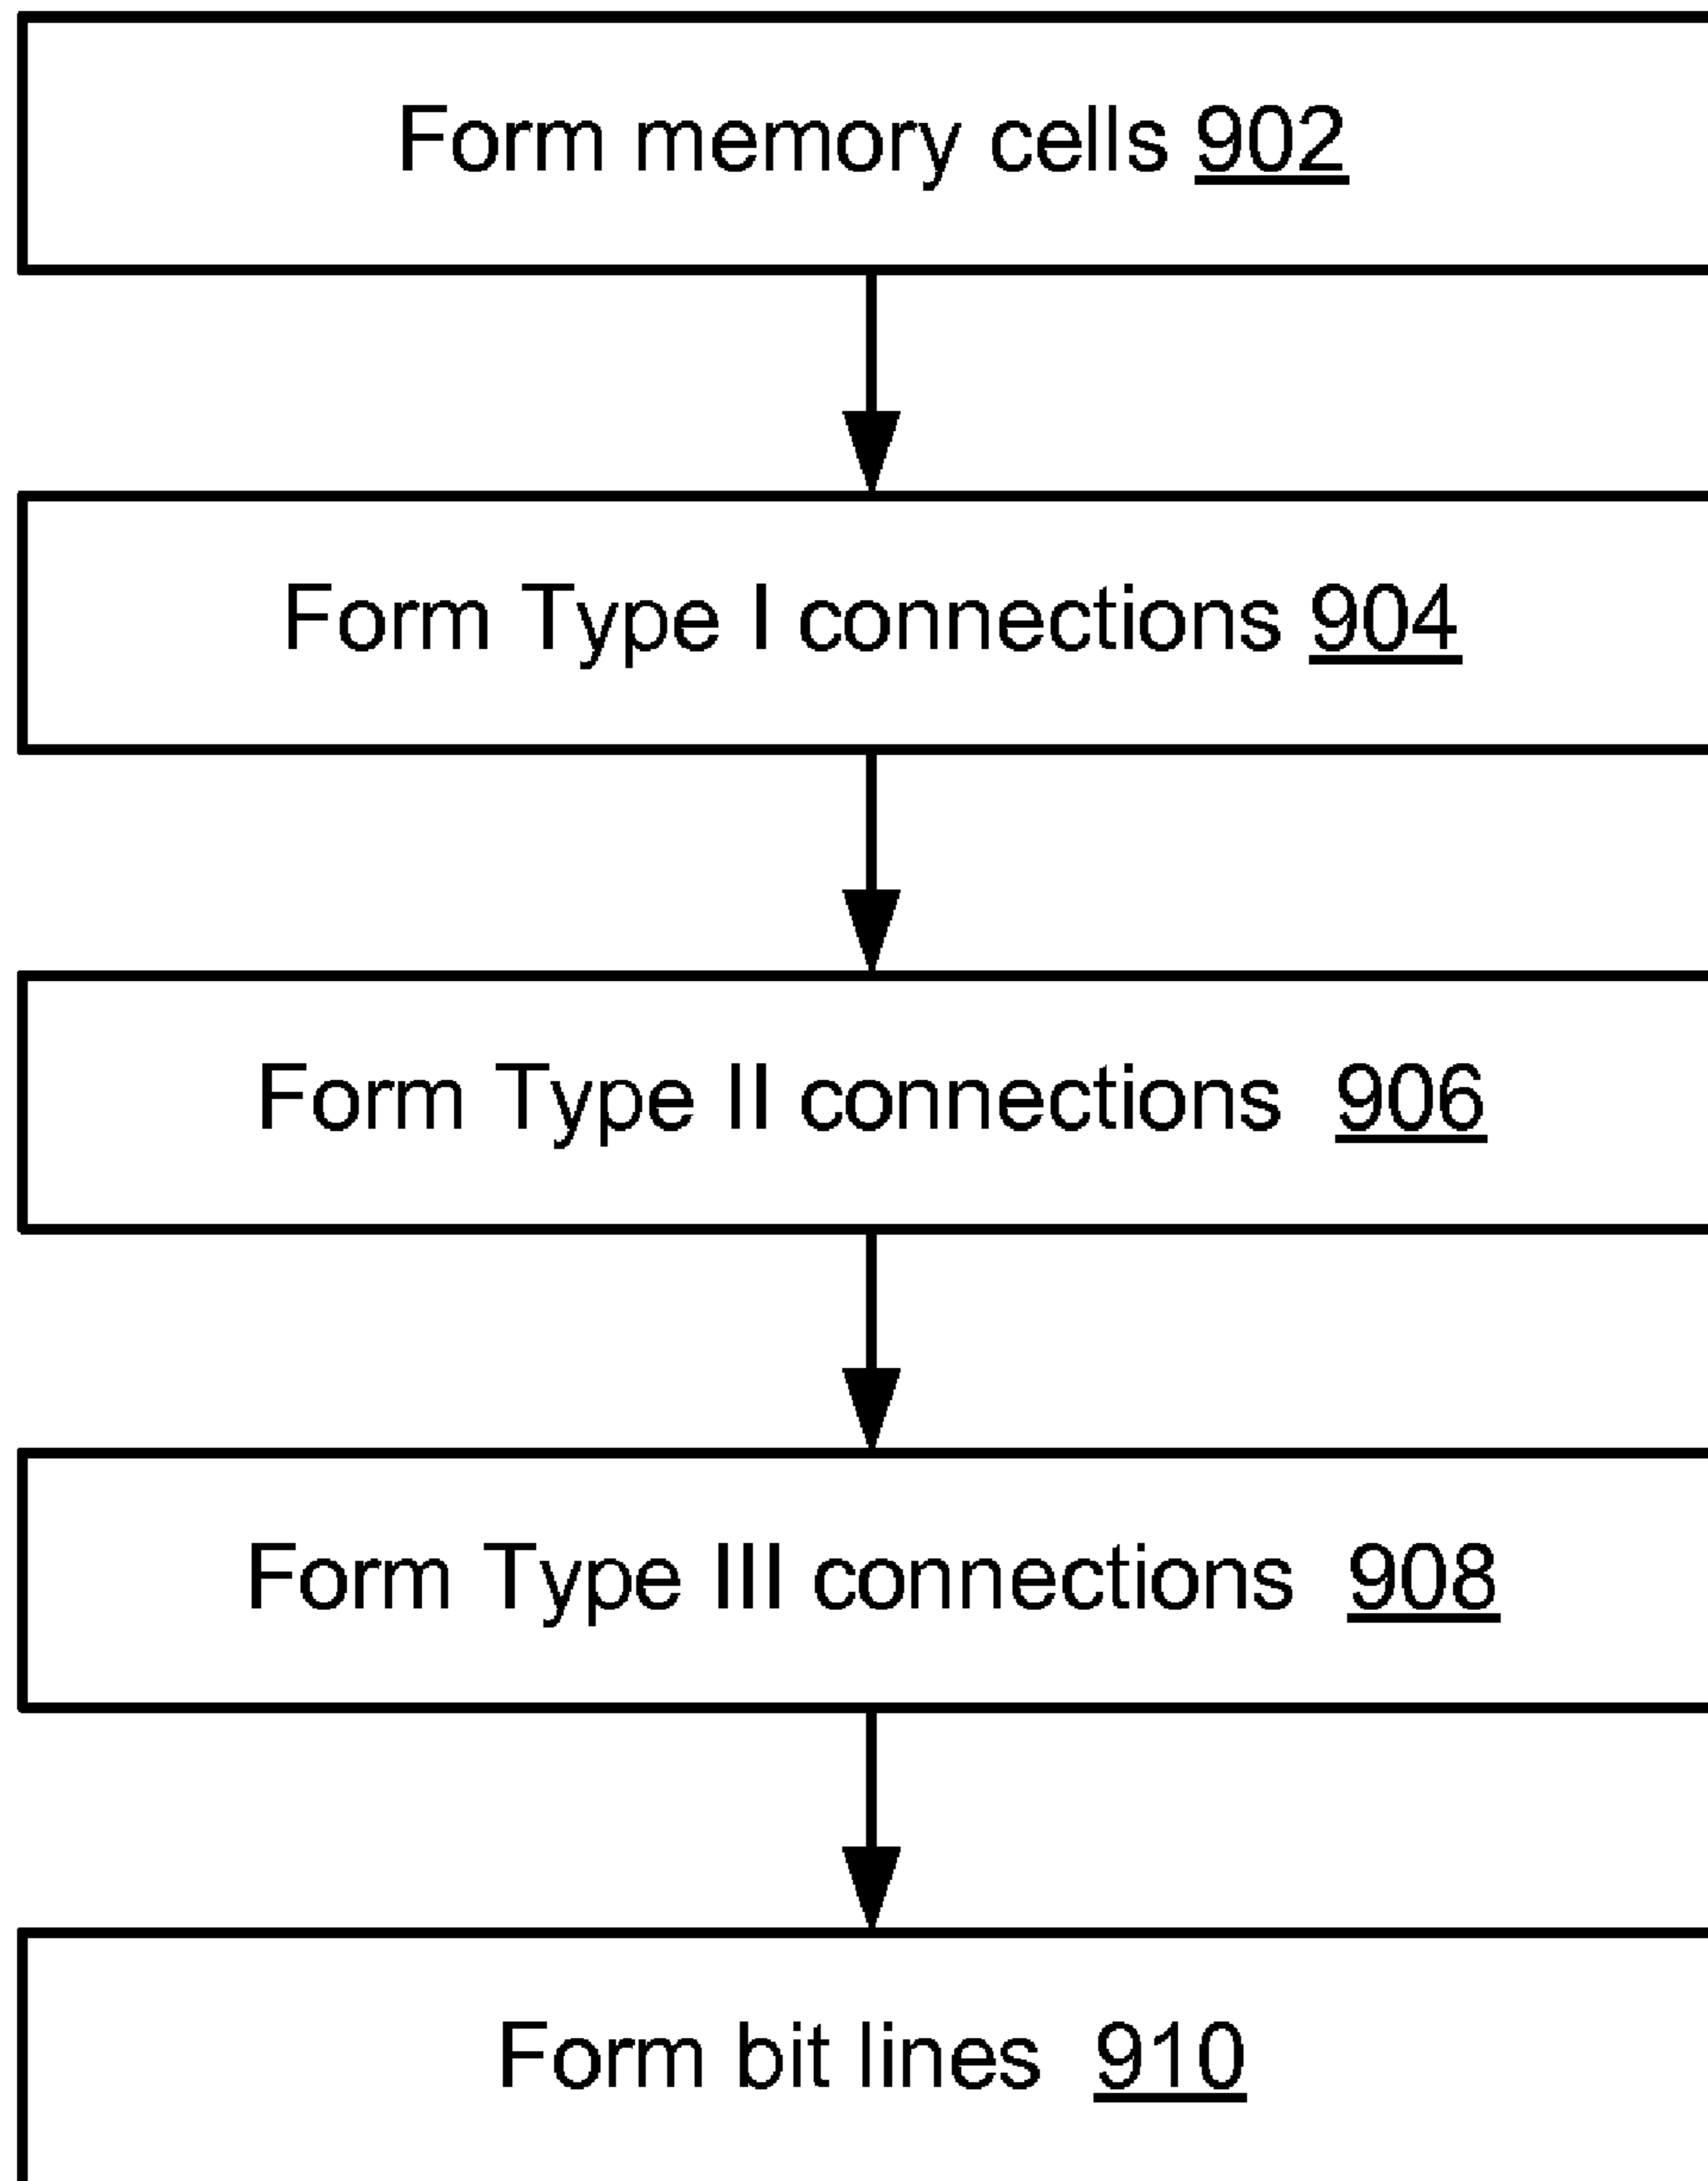 Form memory cells 902
Form Type I connections 904
Form Type II connections 906
Form Type III connections 908
Form bit lines 910